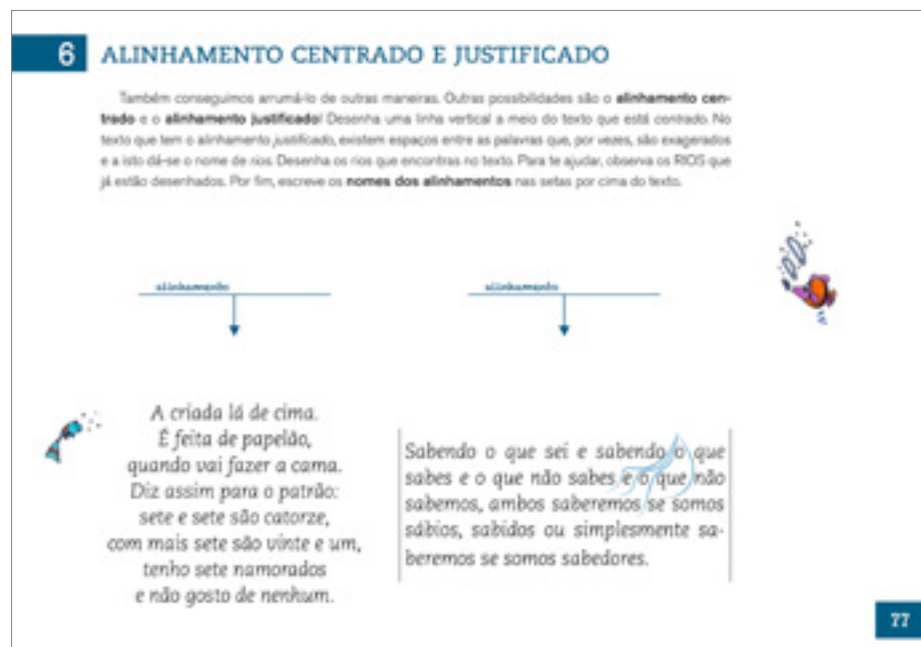 6 ALINHAMENTO CENTRADO E JUSTIFICADO
Também conseguimos arrumá-lo de outras maneiras. Outras possibilidades são o alinhamento cen-
trado e o alinhamento justificado! Desenha uma linha vertical a meio do texto que está centrado. No
texto que tem o alinhamento justificado, existem espaços entre as palavras que, por vezes, são exagerados
e a isto dá-se o nome de rios. Desenha os rios que encontras no texto. Para te ajudar, observa os RIOS que
já estão desenhados. Por fim, escreve os nomes dos alinhamentos nas setas por cima do texto.
alinhamento
alinhamento
A criada lá de cima.
É feita de papelão,
quando vai fazer a cama.
Diz assim para o patrão:
sete e sete são catorze,
com mais sete são vinte e um,
tenho sete namorados
e não gosto de nenhum.
Sabendo o que sei e sabendo o que
sabes e o que não sabes e o que não
sabemos, ambos saberemos se somos
sábios, sabidos ou simplesmente sa-
beremos se somos sabedores.
77